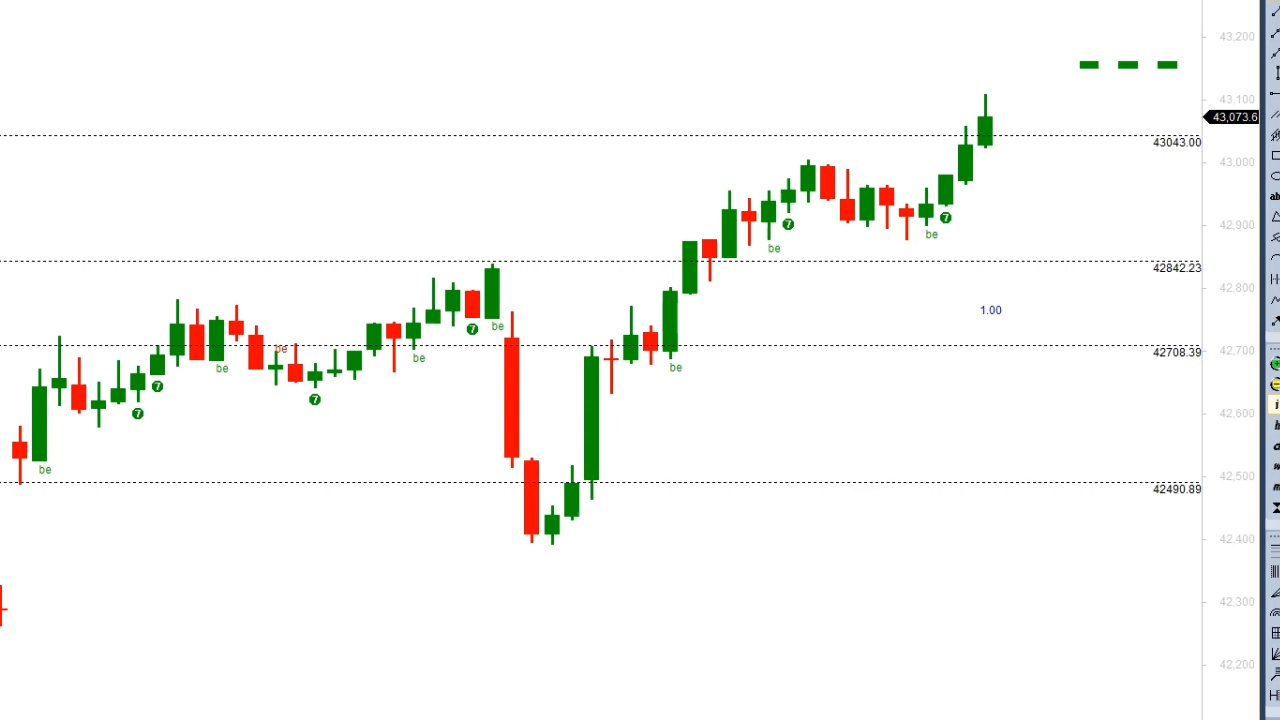 43,200
43,100
43,073.6
43043.00
43,000
7
7
42,900
be
be
42842.23
42,800
1.00
7
be
be
42,700
42708.39
be
be
be
7
7
7
42,600
be
42,500
42490.89
42,400
42,300
42,200
ab